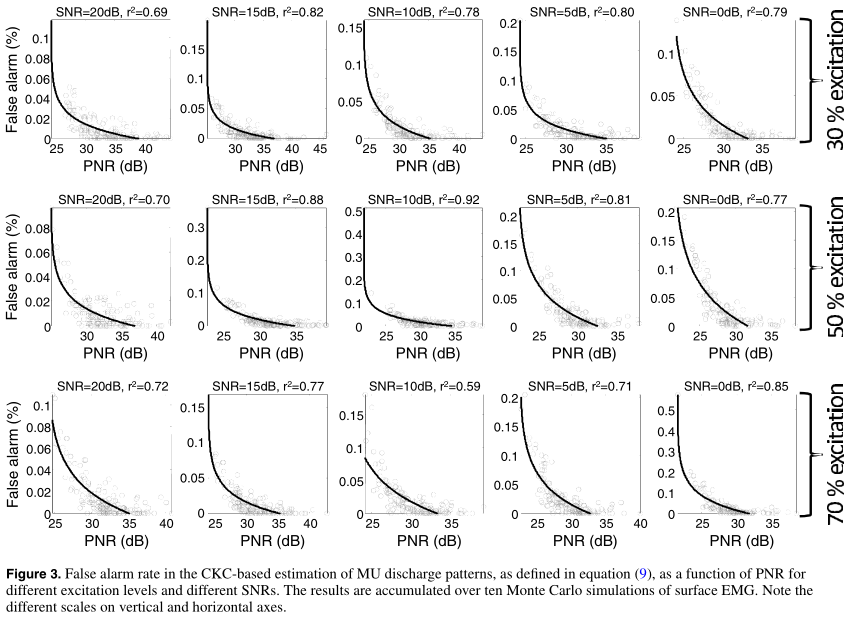 SNR=20dB, r²=0.69 SNR=15dB, r²=0.82 SNR=10dB, r²=0.78 SNR=5dB, r²=0.80 SNR=0dB, r²=0.79
False alarm (%)
0.1 0.08 0.06 0.04 0.02 0
0.15 0.1 0.05 0
0.15 0.1 0.05 0
0.2 0.15 0.1 0.05 0
0.1 0.05 0
25 30 35 40
30 35 40 45
25 30 35 40
25 30 35
25 30 35
PNR (dB) PNR (dB) PNR (dB) PNR (dB) PNR (dB)
30 % excitation
SNR=20dB, r²=0.70 SNR=15dB, r²=0.88 SNR=10dB, r²=0.92 SNR=5dB, r²=0.81 SNR=0dB, r²=0.77
False alarm (%)
0.08 0.06 0.04 0.02 0
0.3 0.2 0.1 0
0.5 0.4 0.3 0.2 0.1 0
0.2 0.15 0.1 0.05 0
0.2 0.15 0.1 0.05 0
25 30 35 40
25 30 35
25 30 35
25 30 35
25 30 35
PNR (dB) PNR (dB) PNR (dB) PNR (dB) PNR (dB)
50 % excitation
SNR=20dB, r²=0.72 SNR=15dB, r²=0.77 SNR=10dB, r²=0.59 SNR=5dB, r²=0.71 SNR=0dB, r²=0.85
False alarm (%)
0.1 0.08 0.06 0.04 0.02 0
0.15 0.1 0.05 0
0.15 0.1 0.05 0
0.2 0.15 0.1 0.05 0
0.5 0.4 0.3 0.2 0.1 0
25 30 35 40
25 30 35 40
25 30 35
25 30 35 40
25 30 35
PNR (dB) PNR (dB) PNR (dB) PNR (dB) PNR (dB)
70 % excitation
Figure 3. False alarm rate in the CKC-based estimation of MU discharge patterns, as defined in equation (9), as a function of PNR for
different excitation levels and different SNRs. The results are accumulated over ten Monte Carlo simulations of surface EMG. Note the
different scales on vertical and horizontal axes.